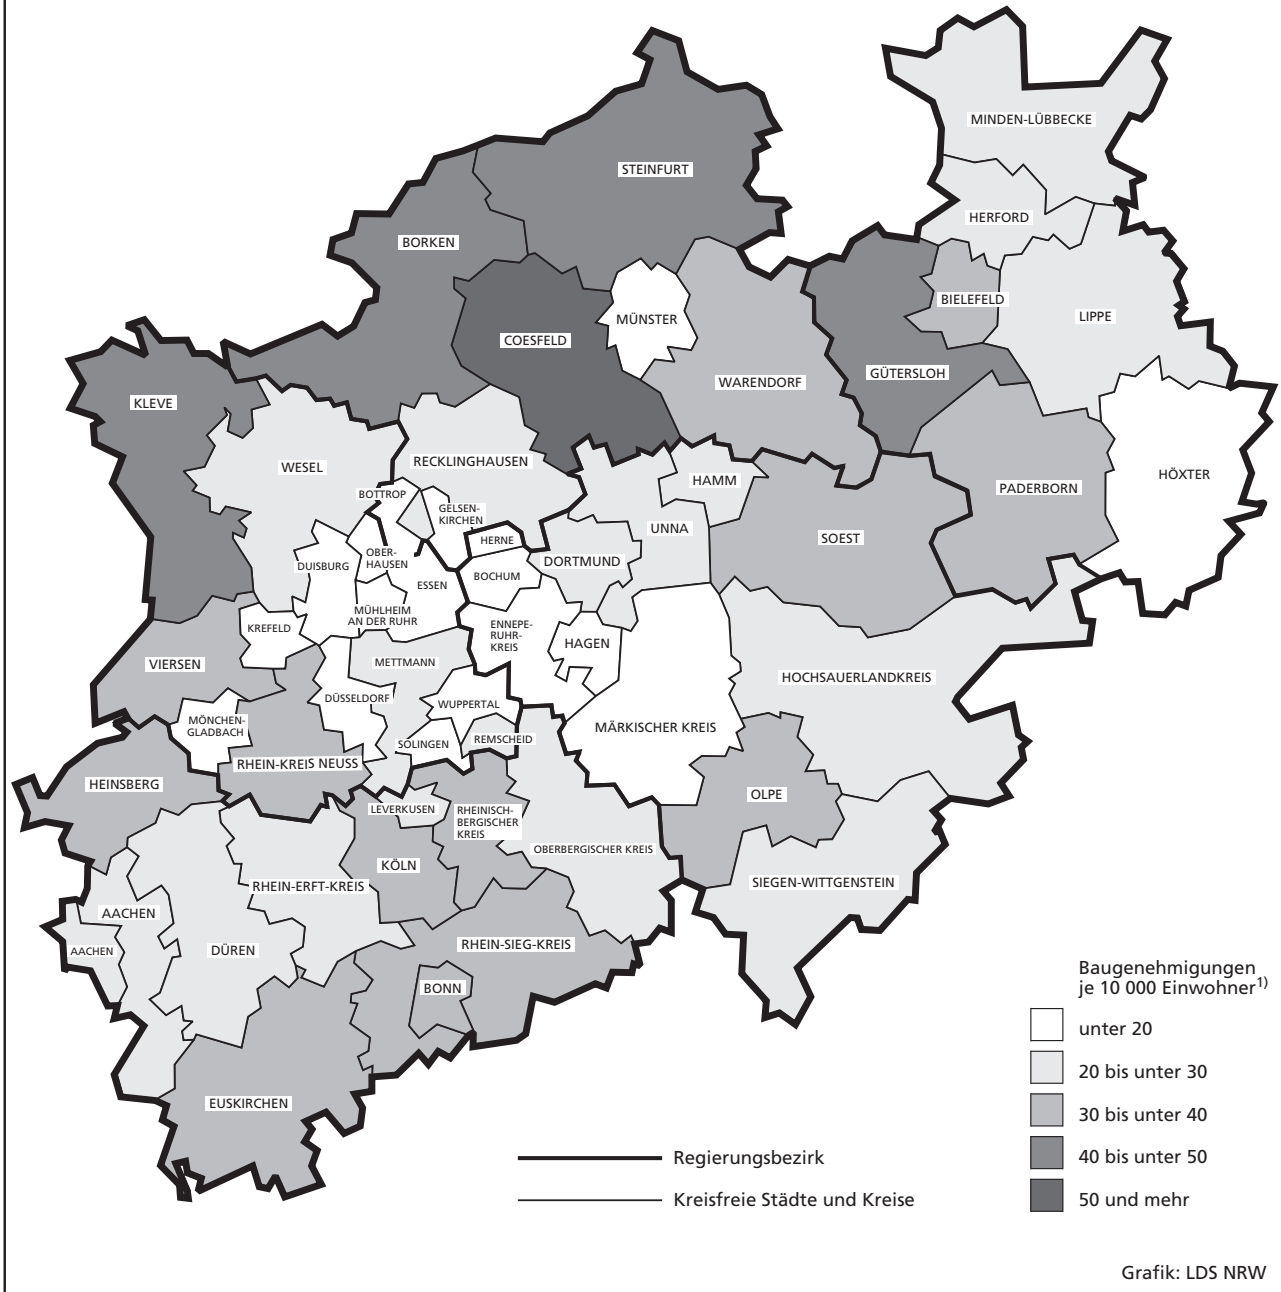 MINDEN-LÜBBECKE
STEINFURT
HERFORD
BORKEN
BIELEFELD
LIPPE
MÜNSTER
COESFELD
GÜTERSLOH
WARENDORF
KLEVE
RECKLINGHAUSEN
WESEL
HÖXTER
HAMM
PADERBORN
BOTTROP
GELSEN-
KIRCHEN
UNNA
SOEST
HERNE
DORTMUND
DUISBURG
OBER-
HAUSEN
BOCHUM
ESSEN
MÜHLHEIM
AN DER RUHR
KREFELD
ENNEPE-
RUHR-
KREIS
HAGEN
VIERSEN
METTMANN
HOCHSAUERLANDKREIS
DÜSSELDORF
WUPPERTAL
MÖNCHEN-
GLADBACH
MÄRKISCHER KREIS
SOLINGEN
REMSCHEID
RHEIN-KREIS NEUSS
HEINSBERG
OLPE
LEVERKUSEN
RHEINISCH-
BERGISCHER
KREIS
OBERBERGISCHER KREIS
KÖLN
RHEIN-ERFT-KREIS
SIEGEN-WITTGENSTEIN
AACHEN
AACHEN
DÜREN
RHEIN-SIEG-KREIS
BONN
EUSKIRCHEN
Baugenehmigungen
je 10 000 Einwohner1)
unter 20
20 bis unter 30
30 bis unter 40
40 bis unter 50
50 und mehr
Regierungsbezirk
Kreisfreie Städte und Kreise
Grafik: LDS NRW